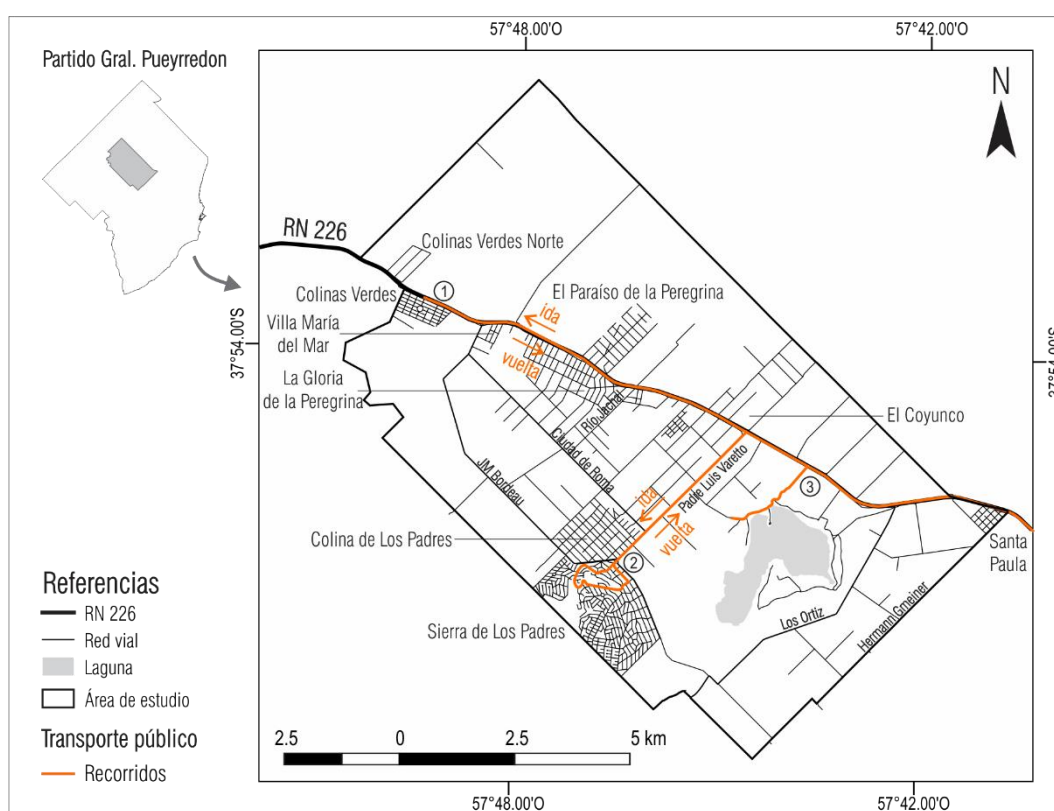 57°48.00'O
57°42.00'O
Partido Gral. Pueyrredon
N
RN 226
Colinas Verdes Norte
Colinas Verdes
1
El Paraíso de la Peregrina
ida
Villa María
del Mar
37°54.00'S
37°54.00'S
vuelta
La Gloria
de la Peregrina
Río Jachal
El Coyunco
Ciudad de Roma
Padre Luis Varetto
JM Bordeau
3
ida
vuelta
Colina de Los Padres
2
Santa
Paula
Sierra de Los Padres
Los Ortiz
Hermann Gmeiner
Referencias
RN 226
Red vial
Laguna
Área de estudio
Transporte público
Recorridos
2.5 0 2.5 5 km
57°48.00'O
57°42.00'O